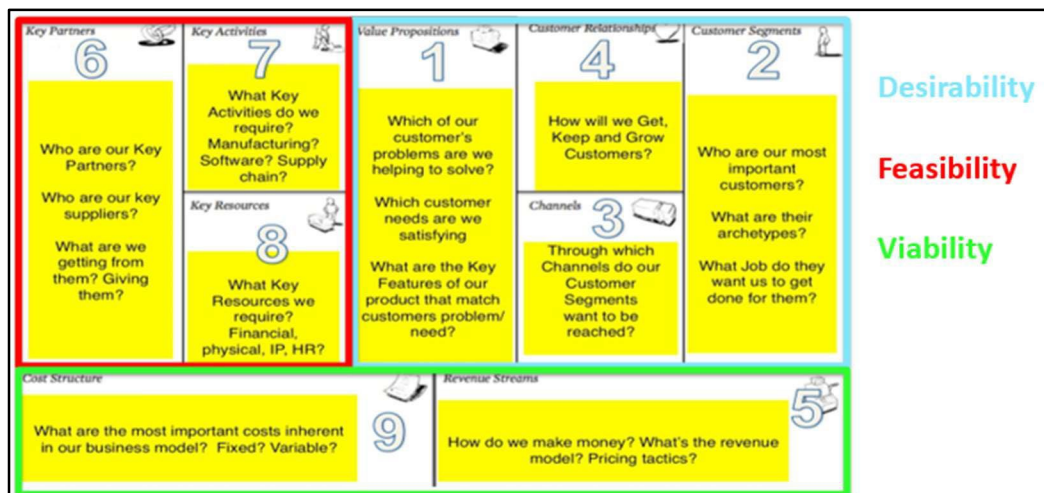 Key Partners
6
Who are our Key
Partners?
Who are our key
suppliers?
What are we
getting from
them? Giving
them?
Key Activities
7
What Key
Activities do we
require?
Manufacturing?
Software? Supply
chain?
Key Resources
8
What Key
Resources we
require?
Financial,
physical, IP, HR?
Value Propositions
1
Which of our
customer's
problems are we
helping to solve?
Which customer
needs are we
satisfying
What are the Key
Features of our
product that match
customers problem/
need?
Customer Relationships
4
How will we Get,
Keep and Grow
Customers?
Channels
3
Through which
Channels do our
Customer
Segments
want to be
reached?
Customer Segments
2
Who are our most
important
customers?
What are their
archetypes?
What Job do they
want us to get
done for them?
Cost Structure
9
What are the most important costs inherent
in our business model? Fixed? Variable?
Revenue Streams
5
How do we make money? What's the revenue
model? Pricing tactics?
Desirability
Feasibility
Viability